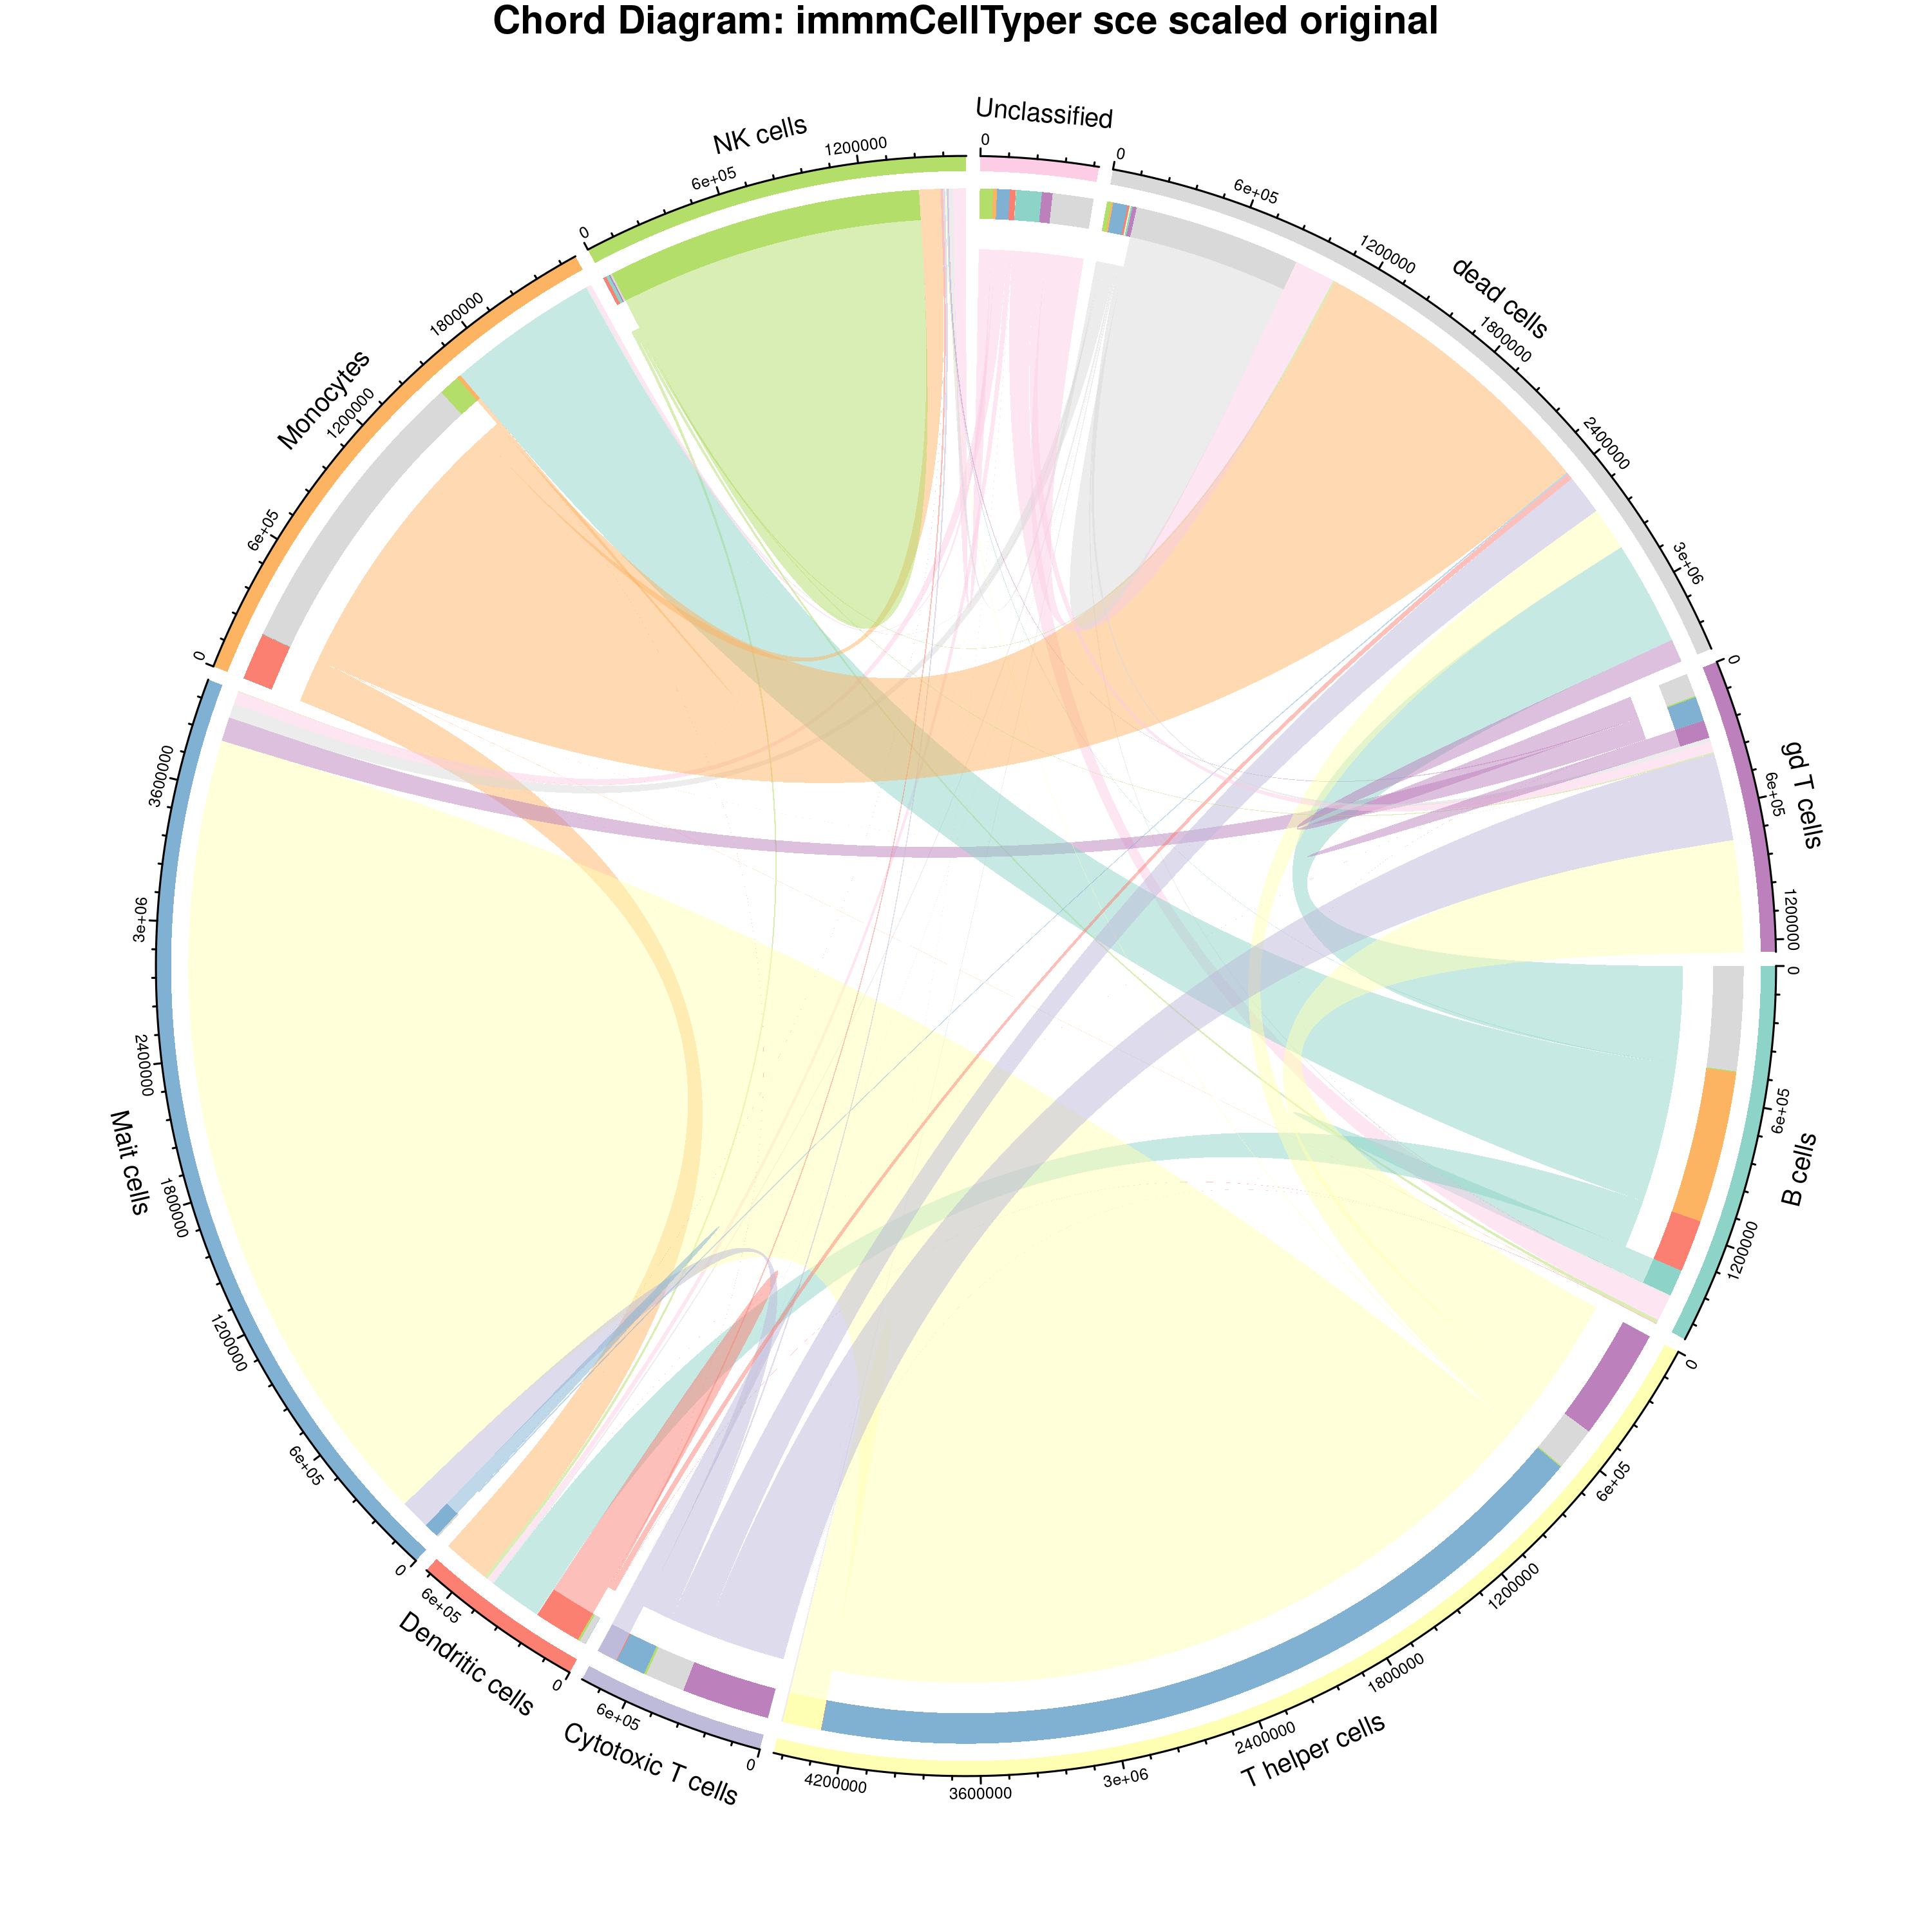 Chord Diagram: immmCellTyper sce scaled original
Unclassified
0
0
6e+05
1200000
dead cells
1800000
2400000
3e+06
0
gd T cells
6e+05
1200000
0
6e+05
B cells
1200000
0
6e+05
1200000
1800000
T helper cells
2400000
3e+06
3600000
4200000
0
Cytotoxic T cells
6e+05
0
Dendritic cells
6e+05
0
6e+05
1200000
Mait cells
1800000
2400000
3e+06
3600000
0
6e+05
Monocytes
1200000
1800000
0
NK cells
6e+05
1200000